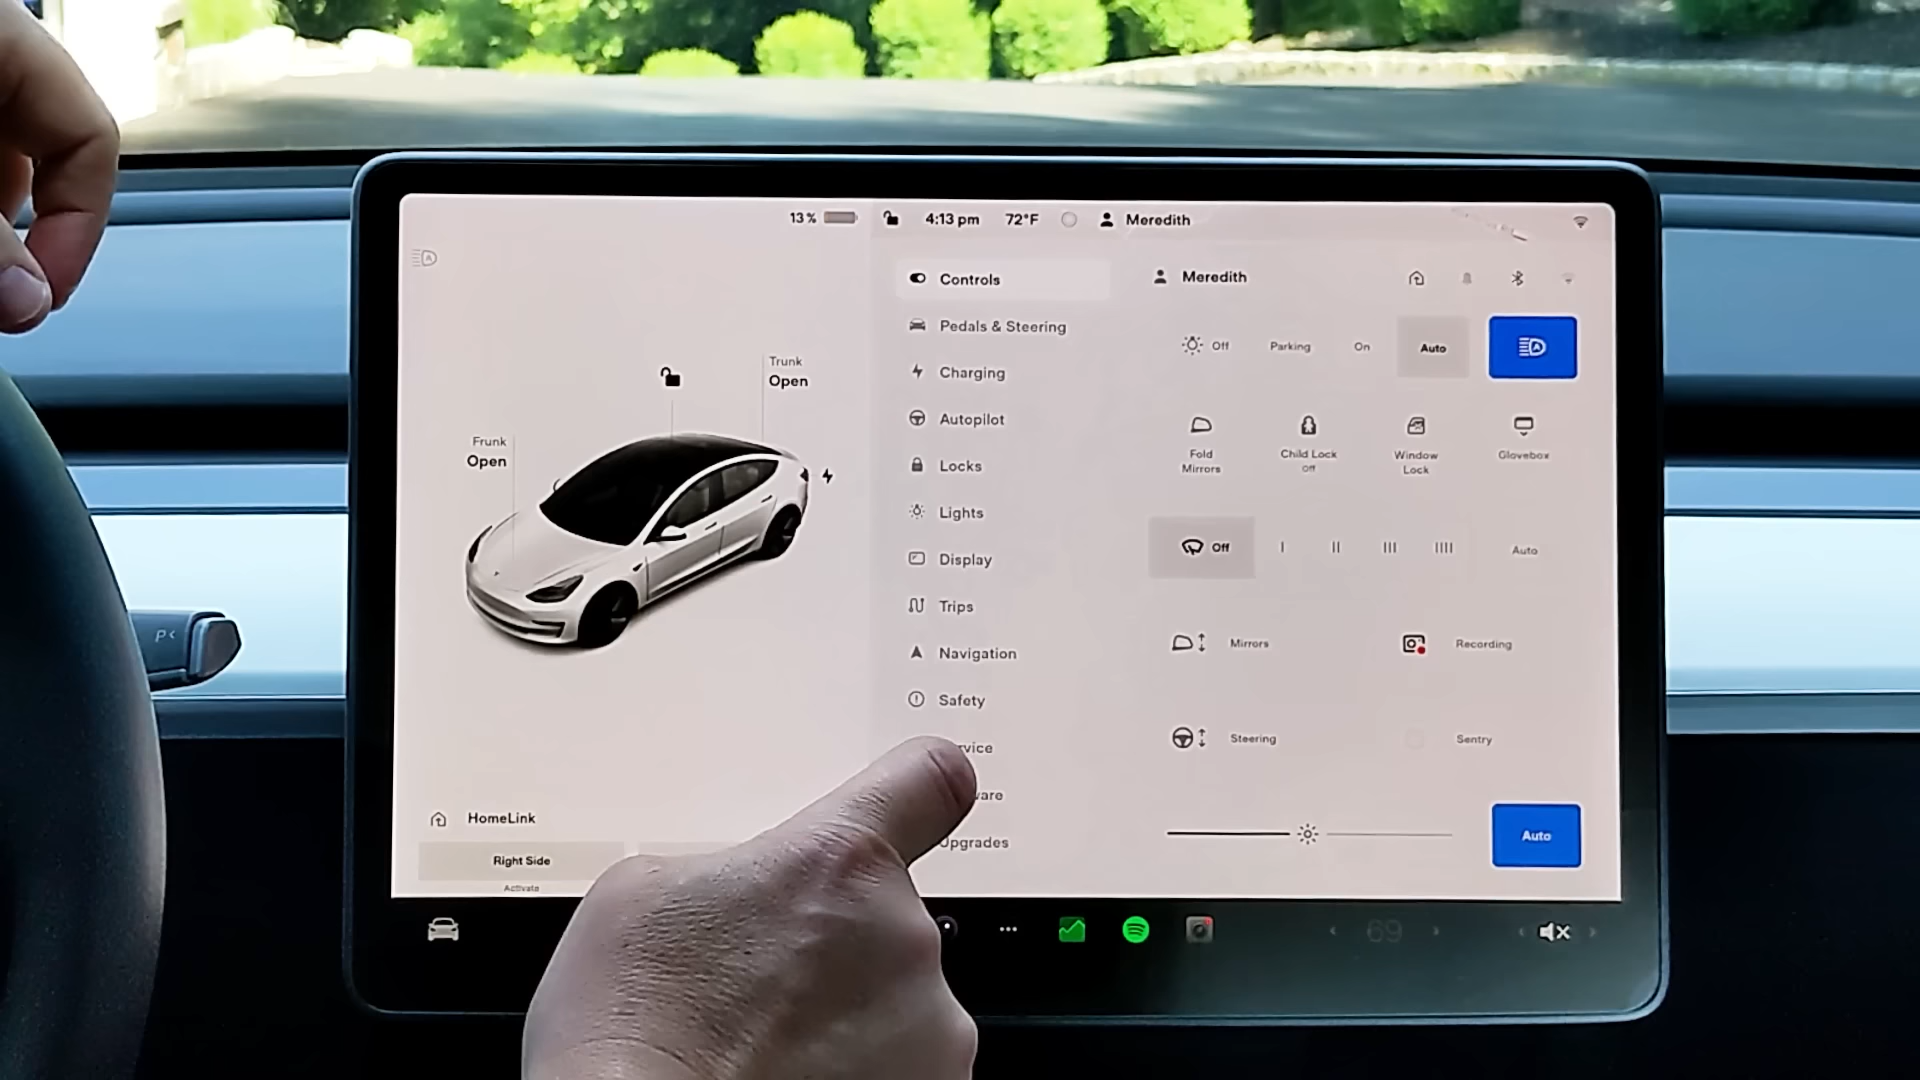 13 %
4:13 pm
72°F
Meredith
Trunk
Open
Frunk
Open
HomeLink
Right Side
Activate
Controls
Pedals & Steering
Charging
Autopilot
Locks
Lights
Display
Trips
Navigation
Safety
Upgrades
Meredith
Off
Parking
On
Auto
Fold
Mirrors
Child Lock
Off
Window
Lock
Glovebox
Off
I
II
III
IIII
Auto
Mirrors
Recording
Steering
Sentry
Auto
69
P<